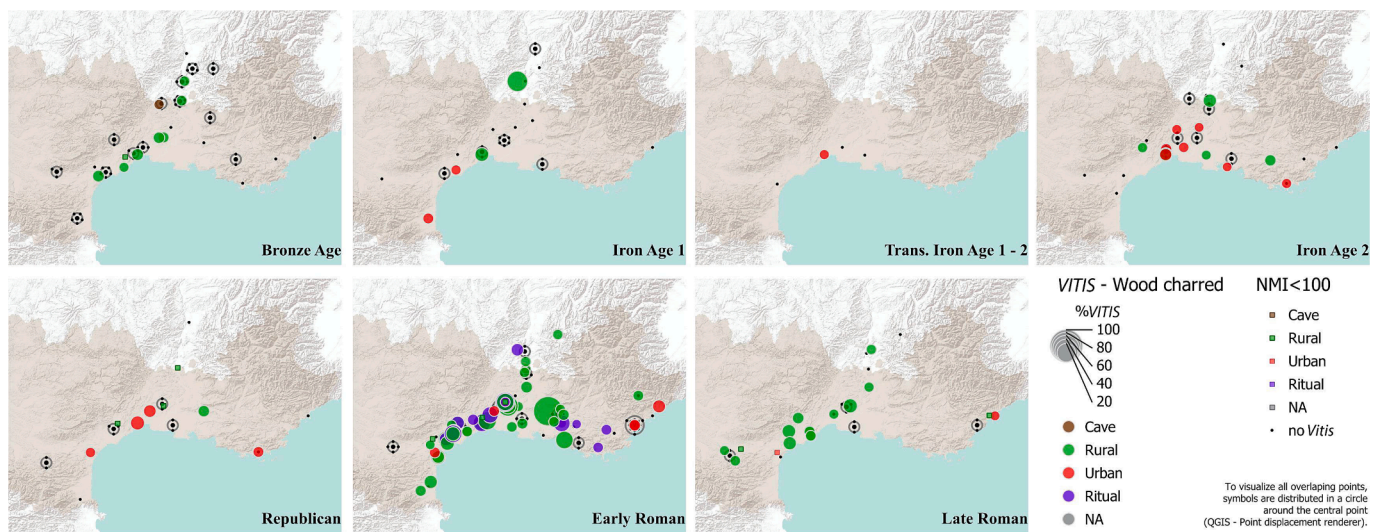 Bronze Age
Iron Age 1
Trans. Iron Age 1 - 2
Iron Age 2
Republican
Early Roman
Late Roman
VITIS - Wood charred
%VITIS
100
80
60
40
20
Cave
Rural
Urban
Ritual
NA
NMI<100
Cave
Rural
Urban
Ritual
NA
no Vitis
To visualize all overlaping points,
symbols are distributed in a circle
around the central point
(QGIS - Point displacement renderer).